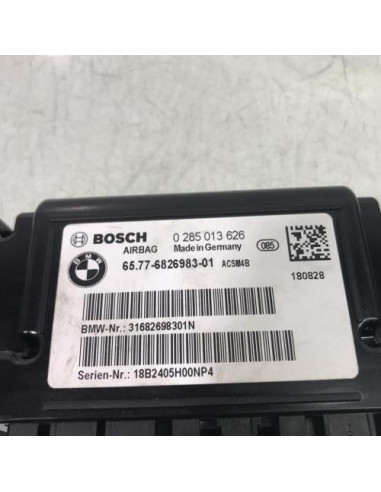 BOSCH 0 285 013 626
AIRBAG Made in Germany 085
BMW 65.77-6826983-01 ACSM4B
180828
BMW-Nr.: 31682698301N
Serien-Nr.: 18B2405H00NP4